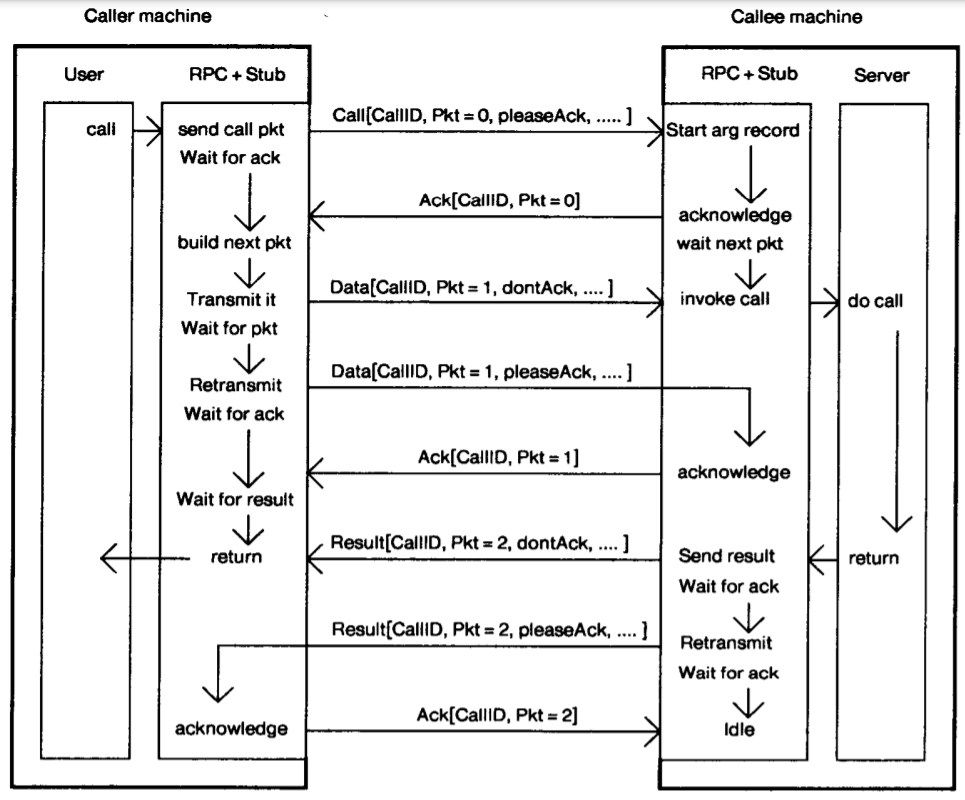 Caller machine
Callee machine
User
RPC + Stub
RPC + Stub
Server
call
send call pkt
Call[CallID, Pkt = 0, pleaseAck, ..... ]
Start arg record
Wait for ack
Ack[CallID, Pkt = 0]
acknowledge
build next pkt
wait next pkt
Transmit it
Data[CallID, Pkt = 1, dontAck, .... ]
invoke call
do call
Wait for pkt
Retransmit
Data[CallID, Pkt = 1, pleaseAck, .... ]
Wait for ack
Ack[CallID, Pkt = 1]
acknowledge
Wait for result
return
Result[CallID, Pkt = 2, dontAck, .... ]
Send result
return
Wait for ack
Result[CallID, Pkt = 2, pleaseAck, .... ]
Retransmit
Wait for ack
acknowledge
Ack[CallID, Pkt = 2]
Idle